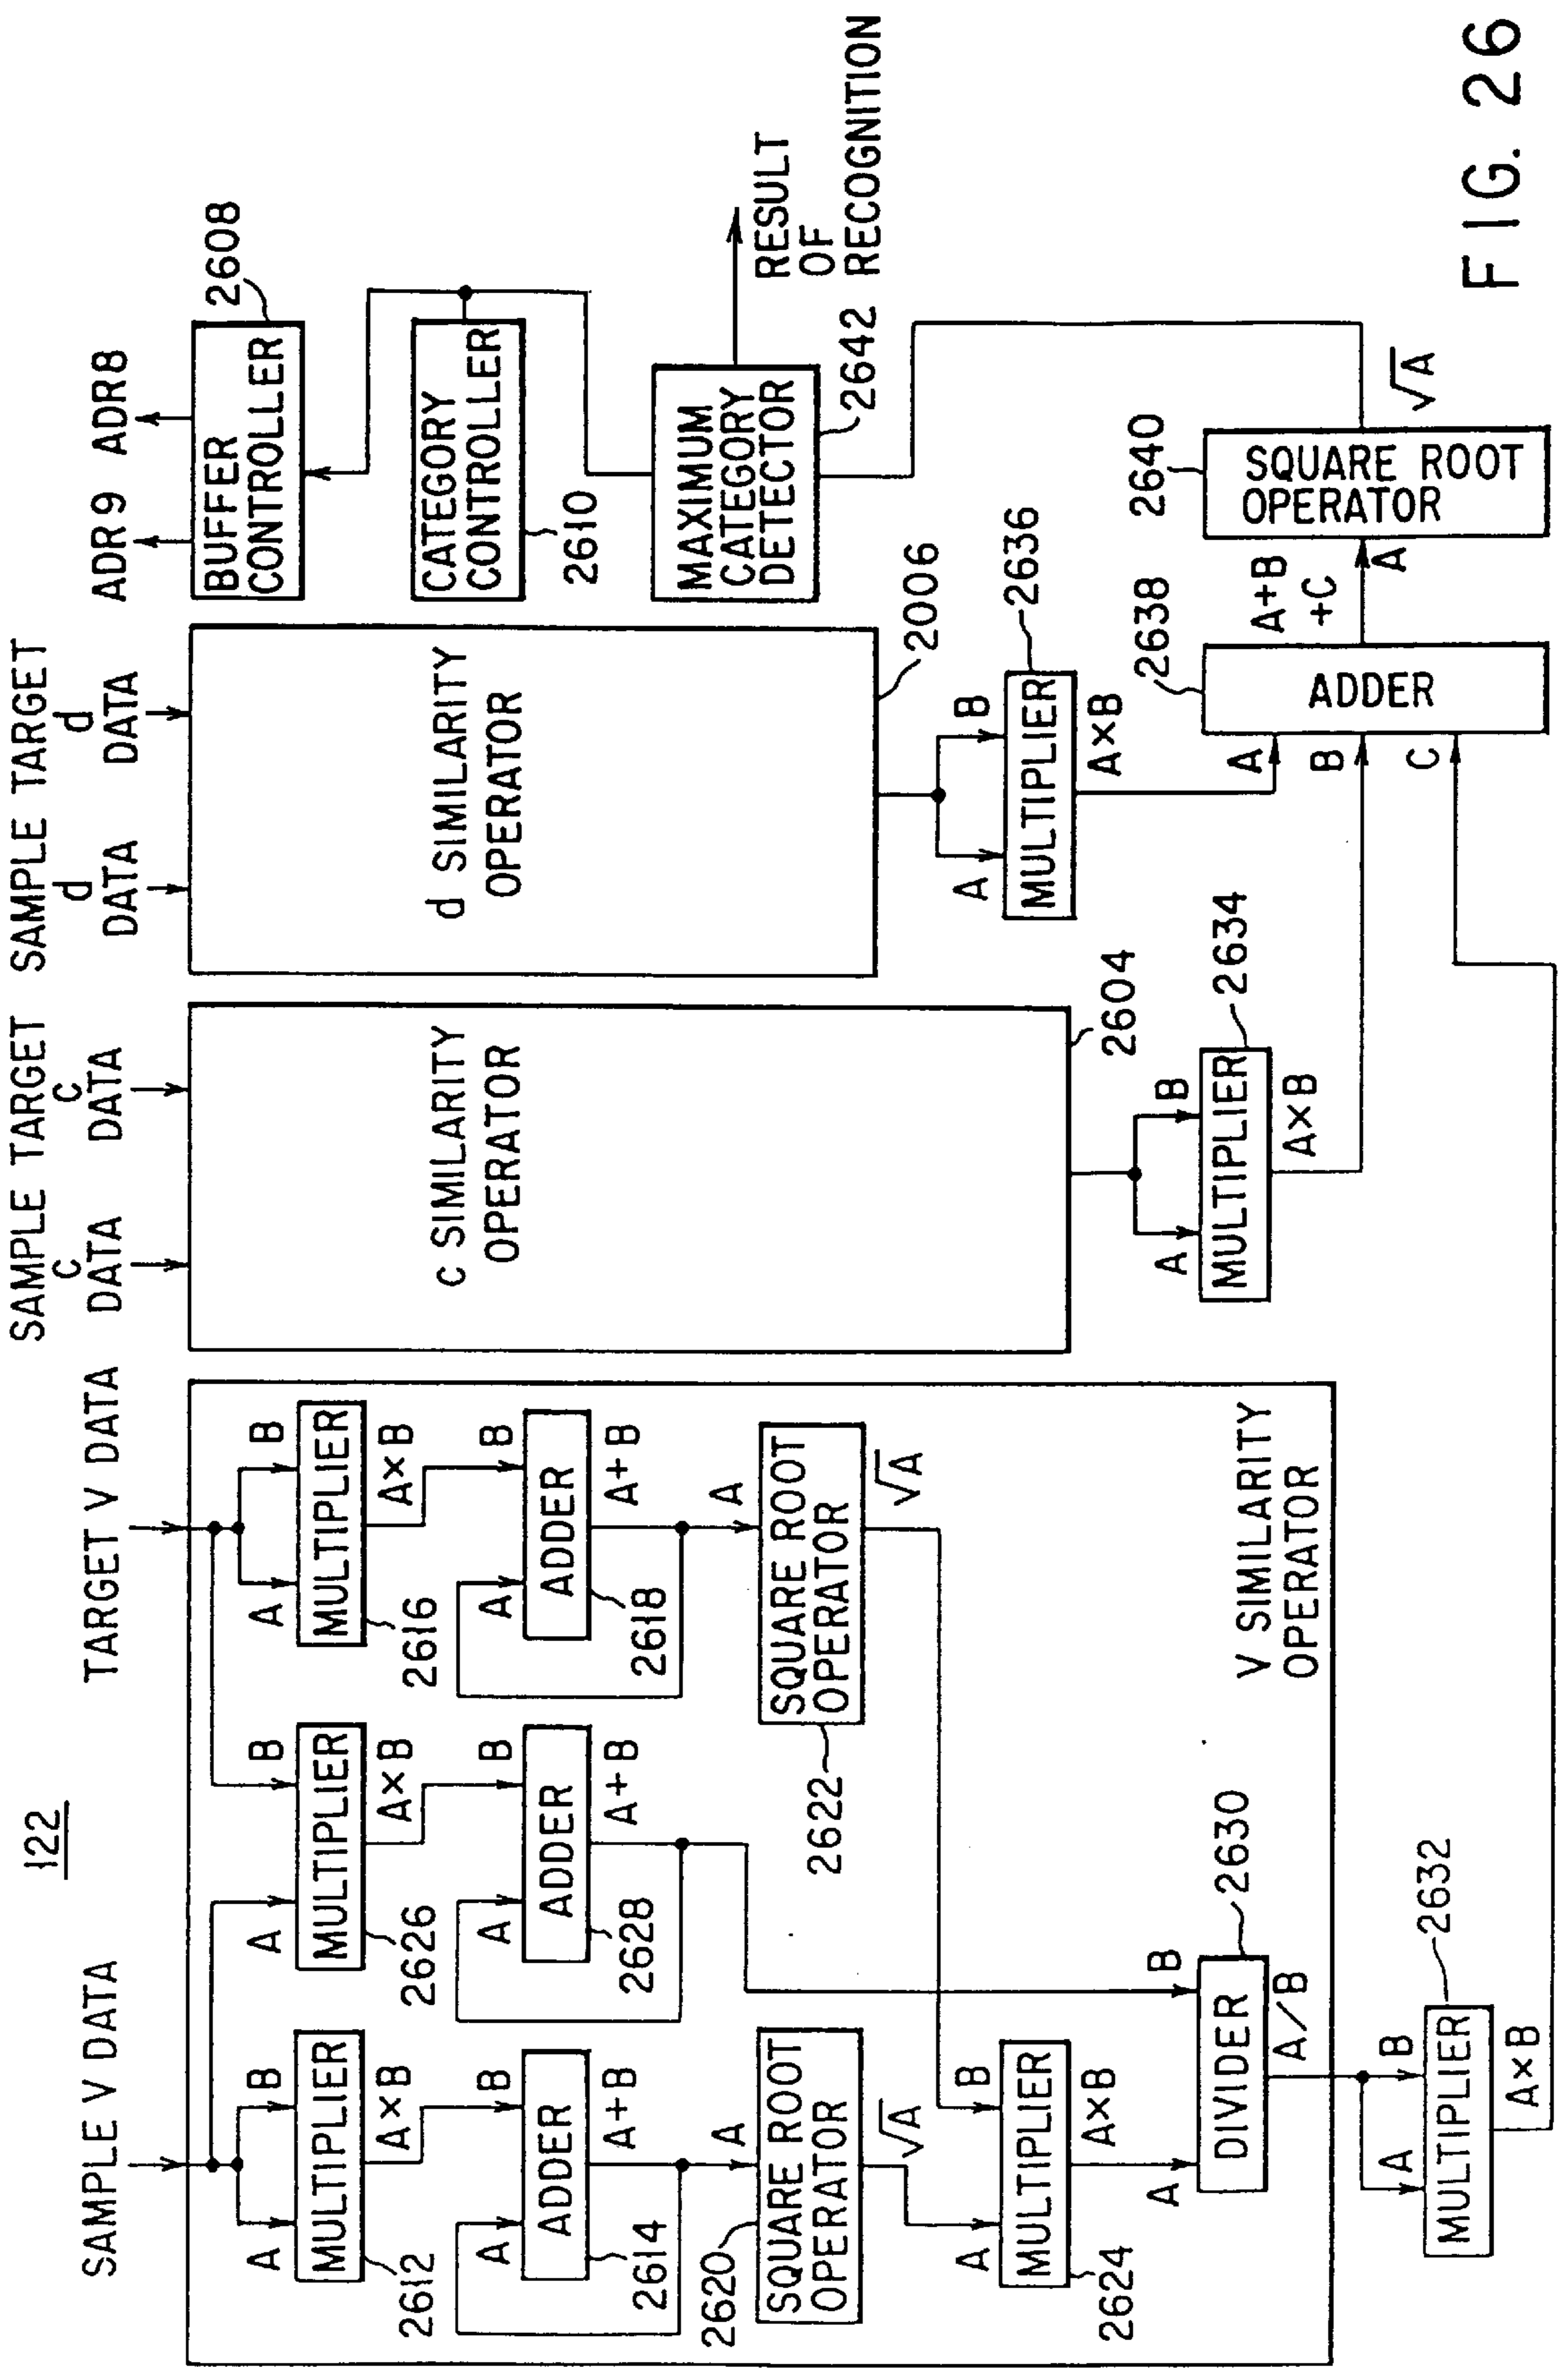 122
SAMPLE V DATA
TARGET V DATA
SAMPLE TARGET
c c
DATA DATA
SAMPLE TARGET
d d
DATA DATA
ADR9 ADR8
A B
MULTIPLIER
2612
A×B
A B
MULTIPLIER
2626
A×B
A B
MULTIPLIER
2616
A×B
A B
ADDER
2614
A+B
A B
ADDER
2628
A+B
A B
ADDER
2618
A+B
A
SQUARE ROOT
OPERATOR
2620
√A
A
SQUARE ROOT
OPERATOR
2622
√A
A B
MULTIPLIER
2624
A×B
A B
DIVIDER
2630
A/B
V SIMILARITY
OPERATOR
c SIMILARITY
OPERATOR
2604
d SIMILARITY
OPERATOR
2006
BUFFER
CONTROLLER
2608
CATEGORY
CONTROLLER
2610
MAXIMUM
CATEGORY
DETECTOR
2642
RESULT
OF
RECOGNITION
A B
MULTIPLIER
2632
A×B
A B
MULTIPLIER
2634
A×B
A B
MULTIPLIER
2636
A×B
A
B
C
ADDER
2638
A+B
+C
A
SQUARE ROOT
OPERATOR
2640
√A
FIG. 26